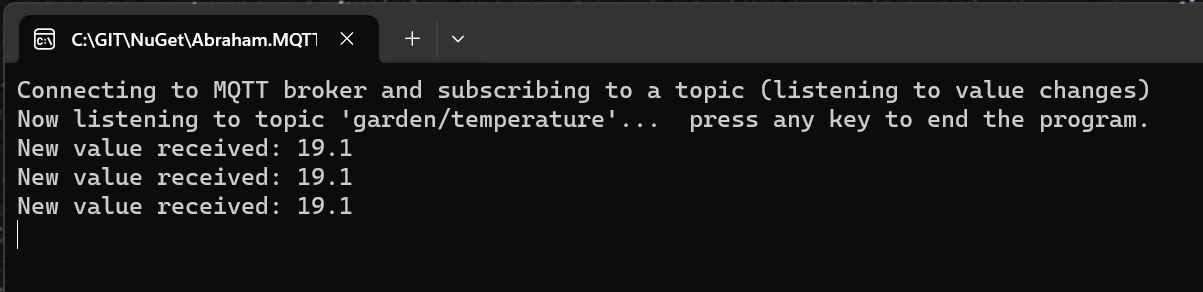 C:\GIT\NuGet\Abraham.MQTT
Connecting to MQTT broker and subscribing to a topic (listening to value changes)
Now listening to topic 'garden/temperature'...  press any key to end the program.
New value received: 19.1
New value received: 19.1
New value received: 19.1